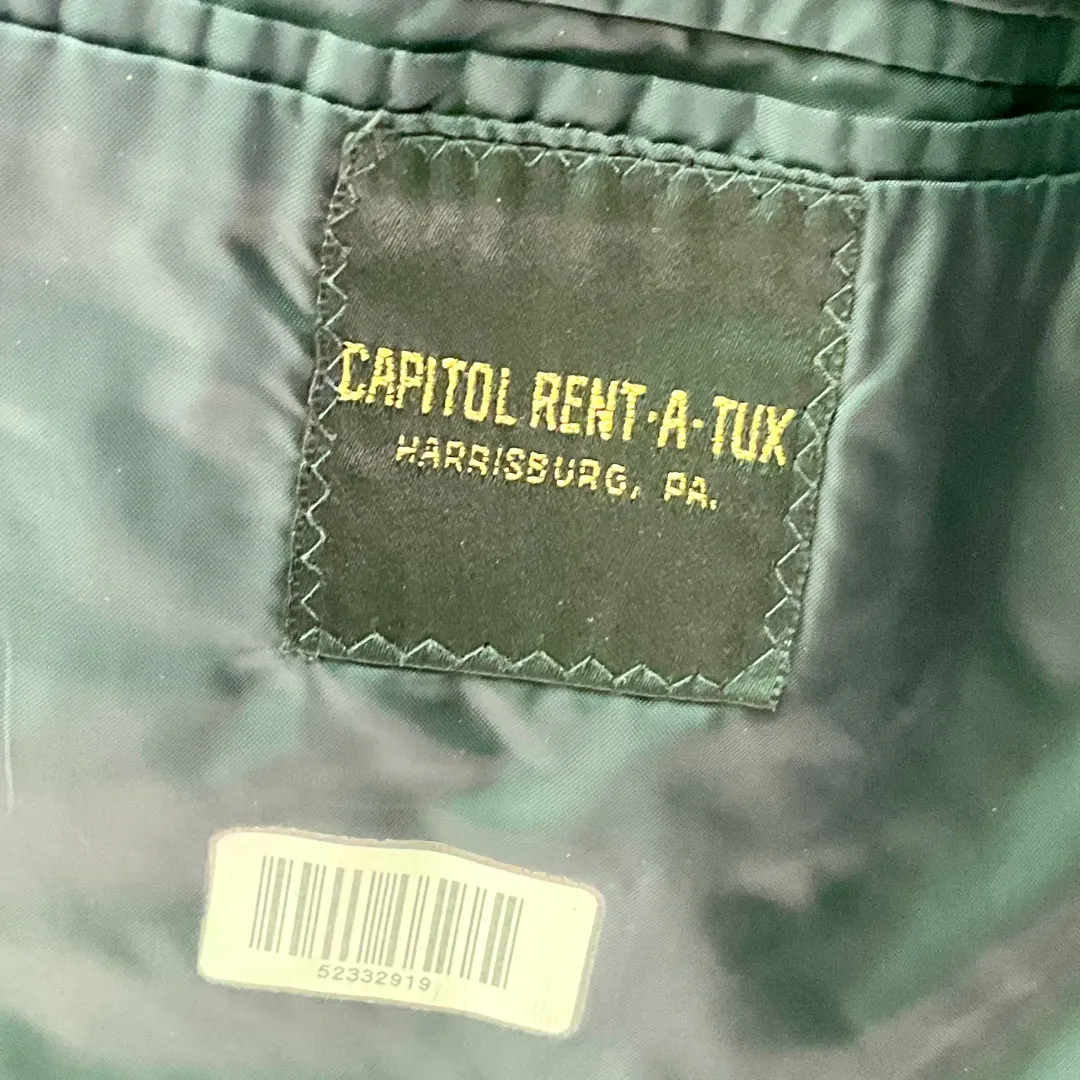 CAPITOL RENT-A-TUX
HARRISBURG, PA.
52332919